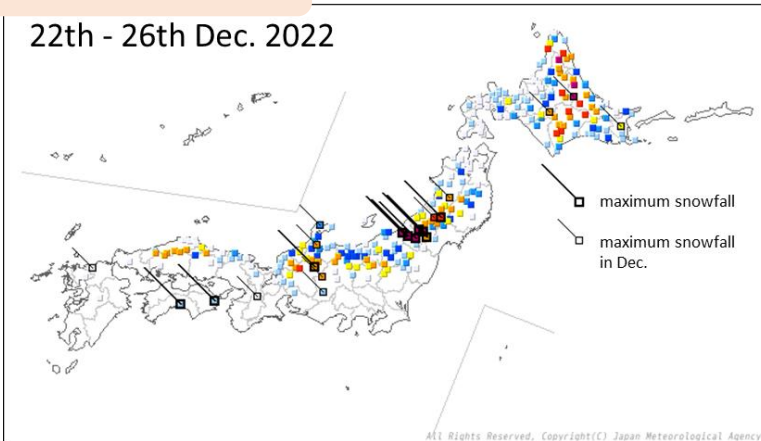 22th - 26th Dec. 2022
maximum snowfall
maximum snowfall
in Dec.
All Rights Reserved, Copyright(C) Japan Meteorological Agency